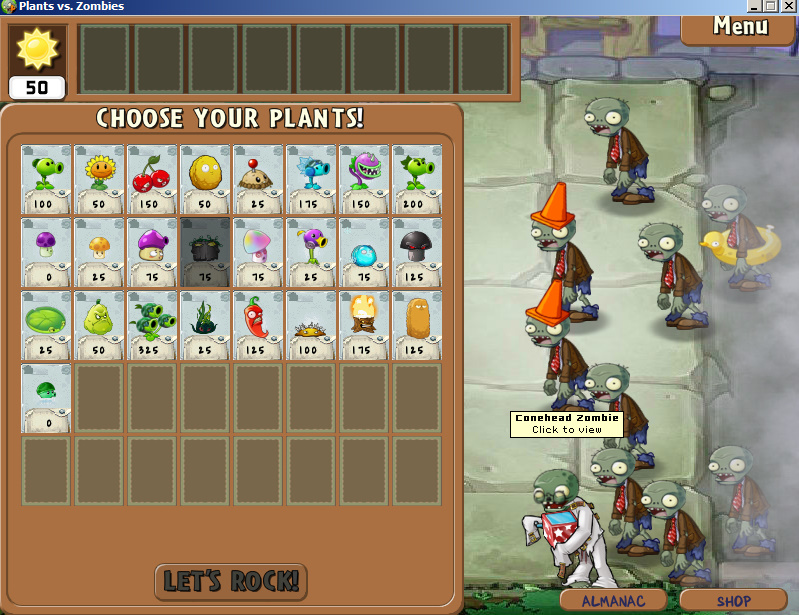 Plants vs. Zombies
Menu
50
CHOOSE YOUR PLANTS!
100 50 150 50 25 175 150 200
0 25 75 75 75 25 75 125
25 50 325 25 125 100 175 125
0
Conehead Zombie
Click to view
LET'S ROCK!
ALMANAC
SHOP